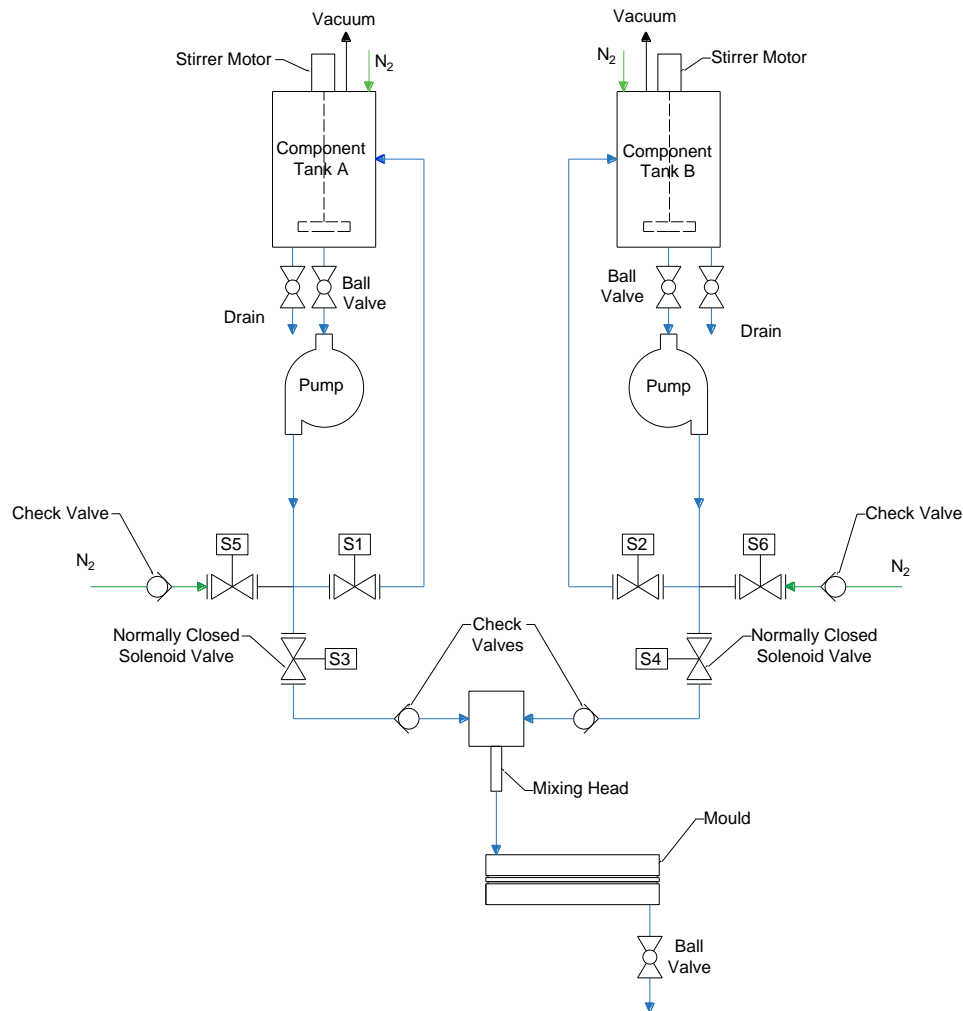 Vacuum
Vacuum
Stirrer Motor
N2
N2
Stirrer Motor
Component
Tank A
Component
Tank B
Ball
Valve
Ball
Valve
Drain
Drain
Pump
Pump
Check Valve
S5
S1
S2
S6
Check Valve
N2
N2
Normally Closed
Solenoid Valve
S3
Check
Valves
S4
Normally Closed
Solenoid Valve
Mixing Head
Mould
Ball
Valve